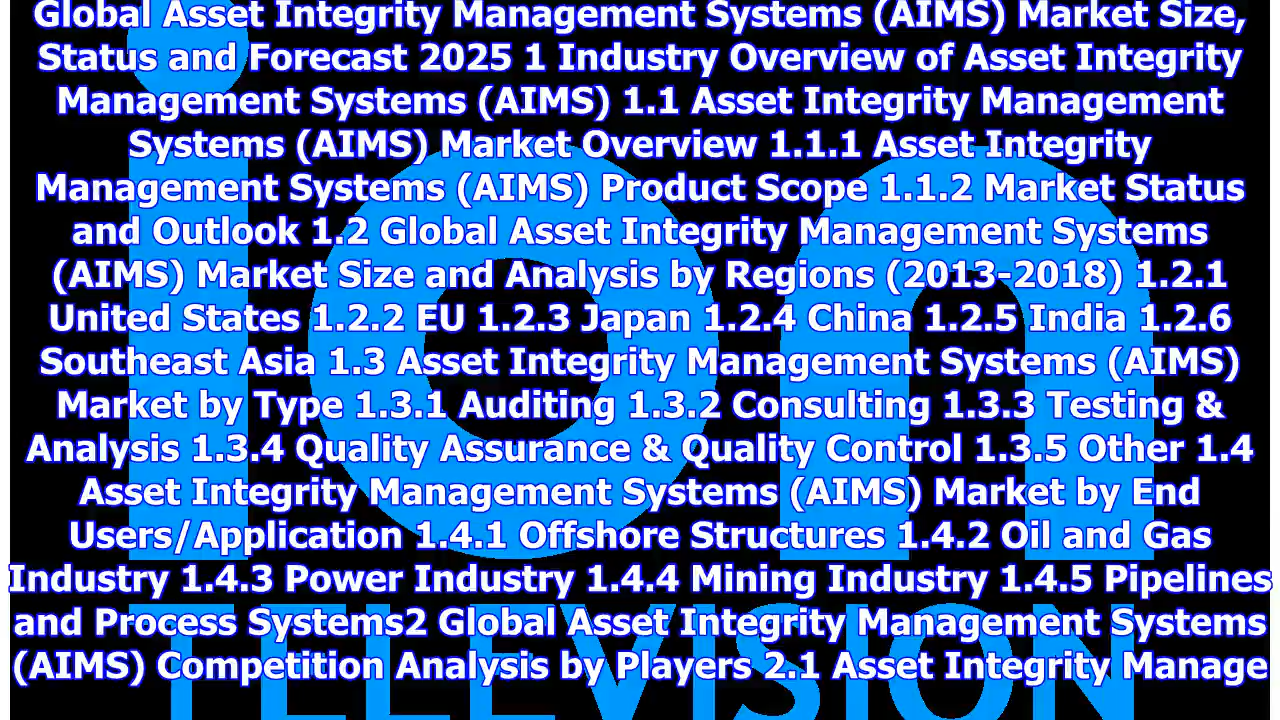 Global Asset Integrity Management Systems (AIMS) Market Size,
Status and Forecast 2025 1 Industry Overview of Asset Integrity
Management Systems (AIMS) 1.1 Asset Integrity Management
Systems (AIMS) Market Overview 1.1.1 Asset Integrity
Management Systems (AIMS) Product Scope 1.1.2 Market Status
and Outlook 1.2 Global Asset Integrity Management Systems
(AIMS) Market Size and Analysis by Regions (2013-2018) 1.2.1
United States 1.2.2 EU 1.2.3 Japan 1.2.4 China 1.2.5 India 1.2.6
Southeast Asia 1.3 Asset Integrity Management Systems (AIMS)
Market by Type 1.3.1 Auditing 1.3.2 Consulting 1.3.3 Testing &
Analysis 1.3.4 Quality Assurance & Quality Control 1.3.5 Other 1.4
Asset Integrity Management Systems (AIMS) Market by End
Users/Application 1.4.1 Offshore Structures 1.4.2 Oil and Gas
Industry 1.4.3 Power Industry 1.4.4 Mining Industry 1.4.5 Pipelines
and Process Systems2 Global Asset Integrity Management Systems
(AIMS) Competition Analysis by Players 2.1 Asset Integrity Manage
ion
TELEVISION